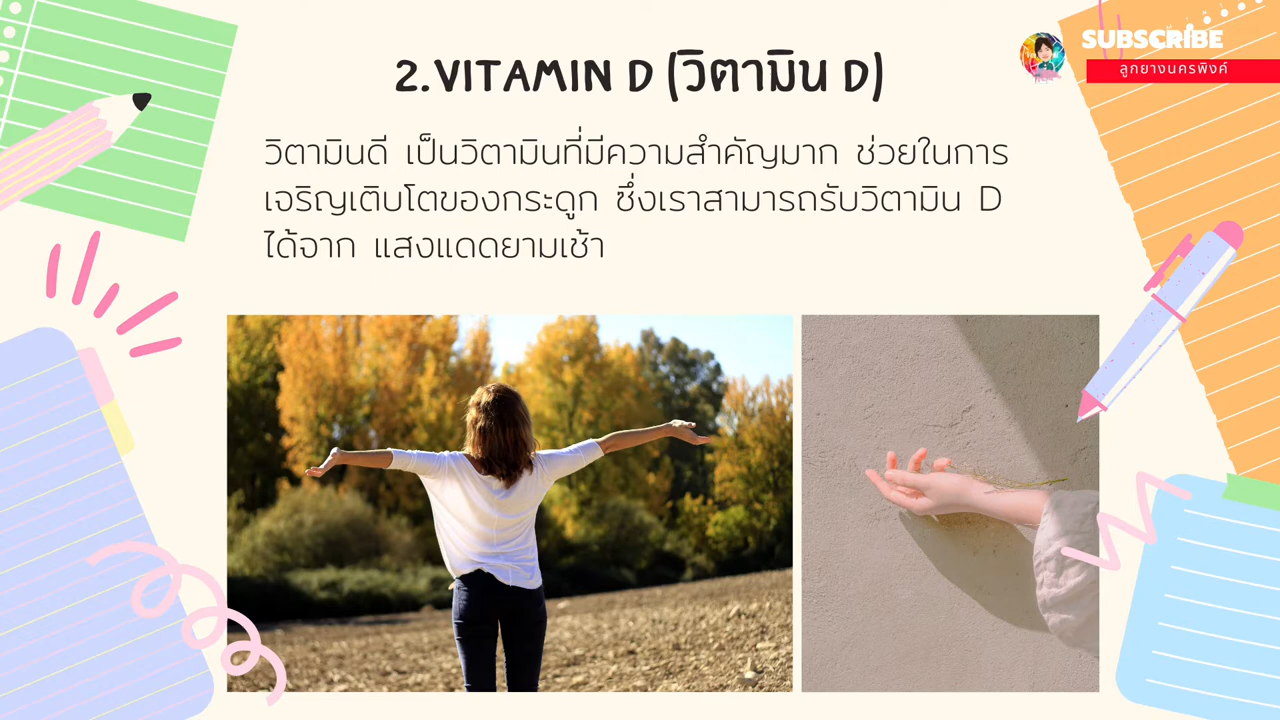 2.VITAMIN D (วิตามิน D)
วิตามินดี เป็นวิตามินที่มีความสำคัญมาก ช่วยในการ
เจริญเติบโตของกระดูก ซึ่งเราสามารถรับวิตามิน D
ได้จาก แสงแดดยามเช้า
SUBSCRIBE
ลูกยางนครพิงค์